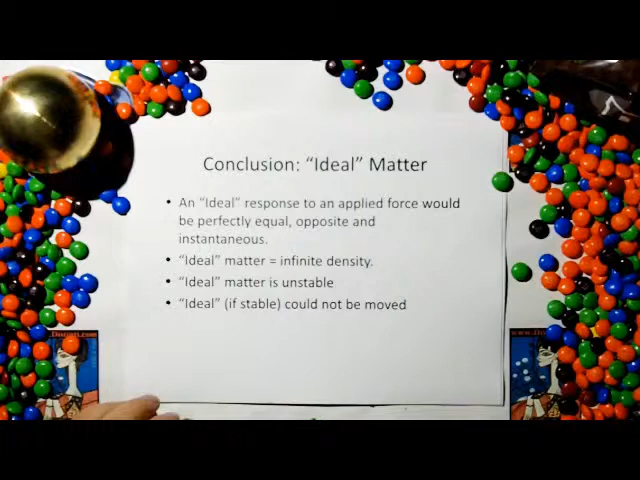 Conclusion: “Ideal” Matter
• An “Ideal” response to an applied force would
be perfectly equal, opposite and
instantaneous.
• “Ideal” matter = infinite density.
• “Ideal” matter is unstable
• “Ideal” (if stable) could not be moved